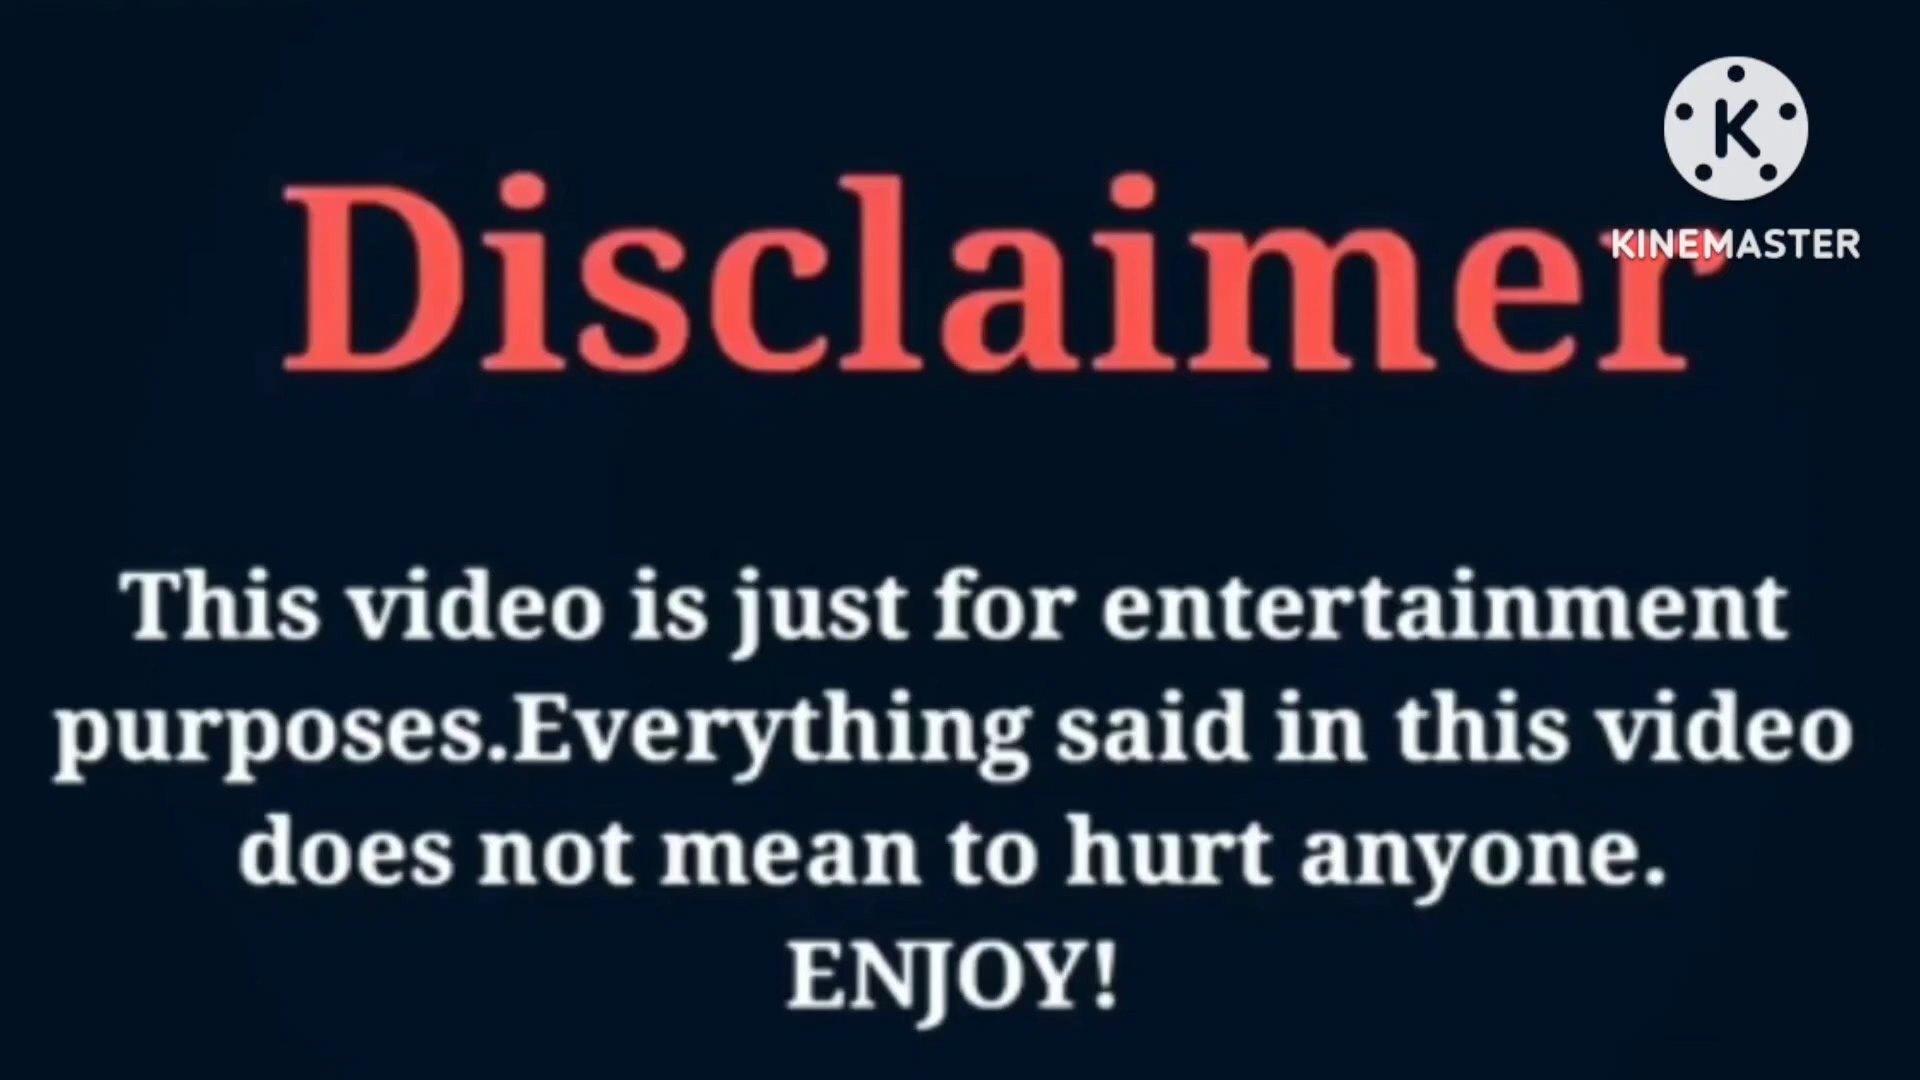 K
KINEMASTER
Disclaimer
This video is just for entertainment
purposes.Everything said in this video
does not mean to hurt anyone.
ENJOY!